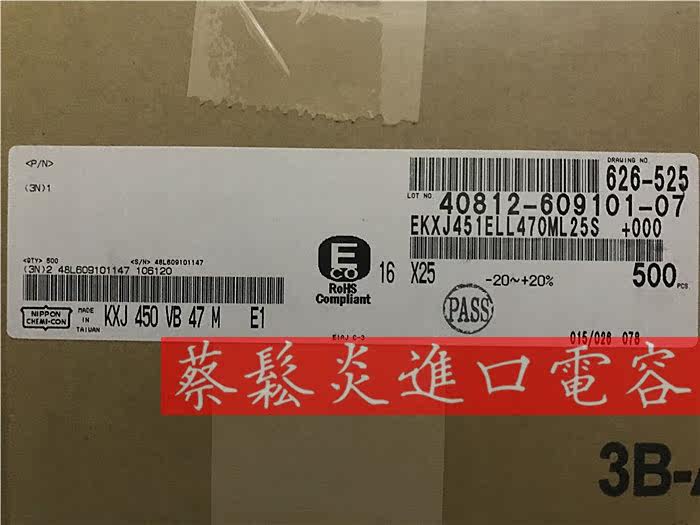 <P/N>
DRAWING NO.
626-525
(3N)1
LOT NO.
40812-609101-07
EKXJ451ELL470ML25S +000
<QTY> 500 <S/N> 48L609101147
(3N)2 48L609101147 106120
E
CO
RoHS
Compliant
16 X25 -20~+20% 500 PCS.
PASS
NIPPON
CHEMI-CON
MADE
IN
TAIWAN
KXJ 450 VB 47 M E1
015/026 078
蔡鬆炎進口電容
3B-